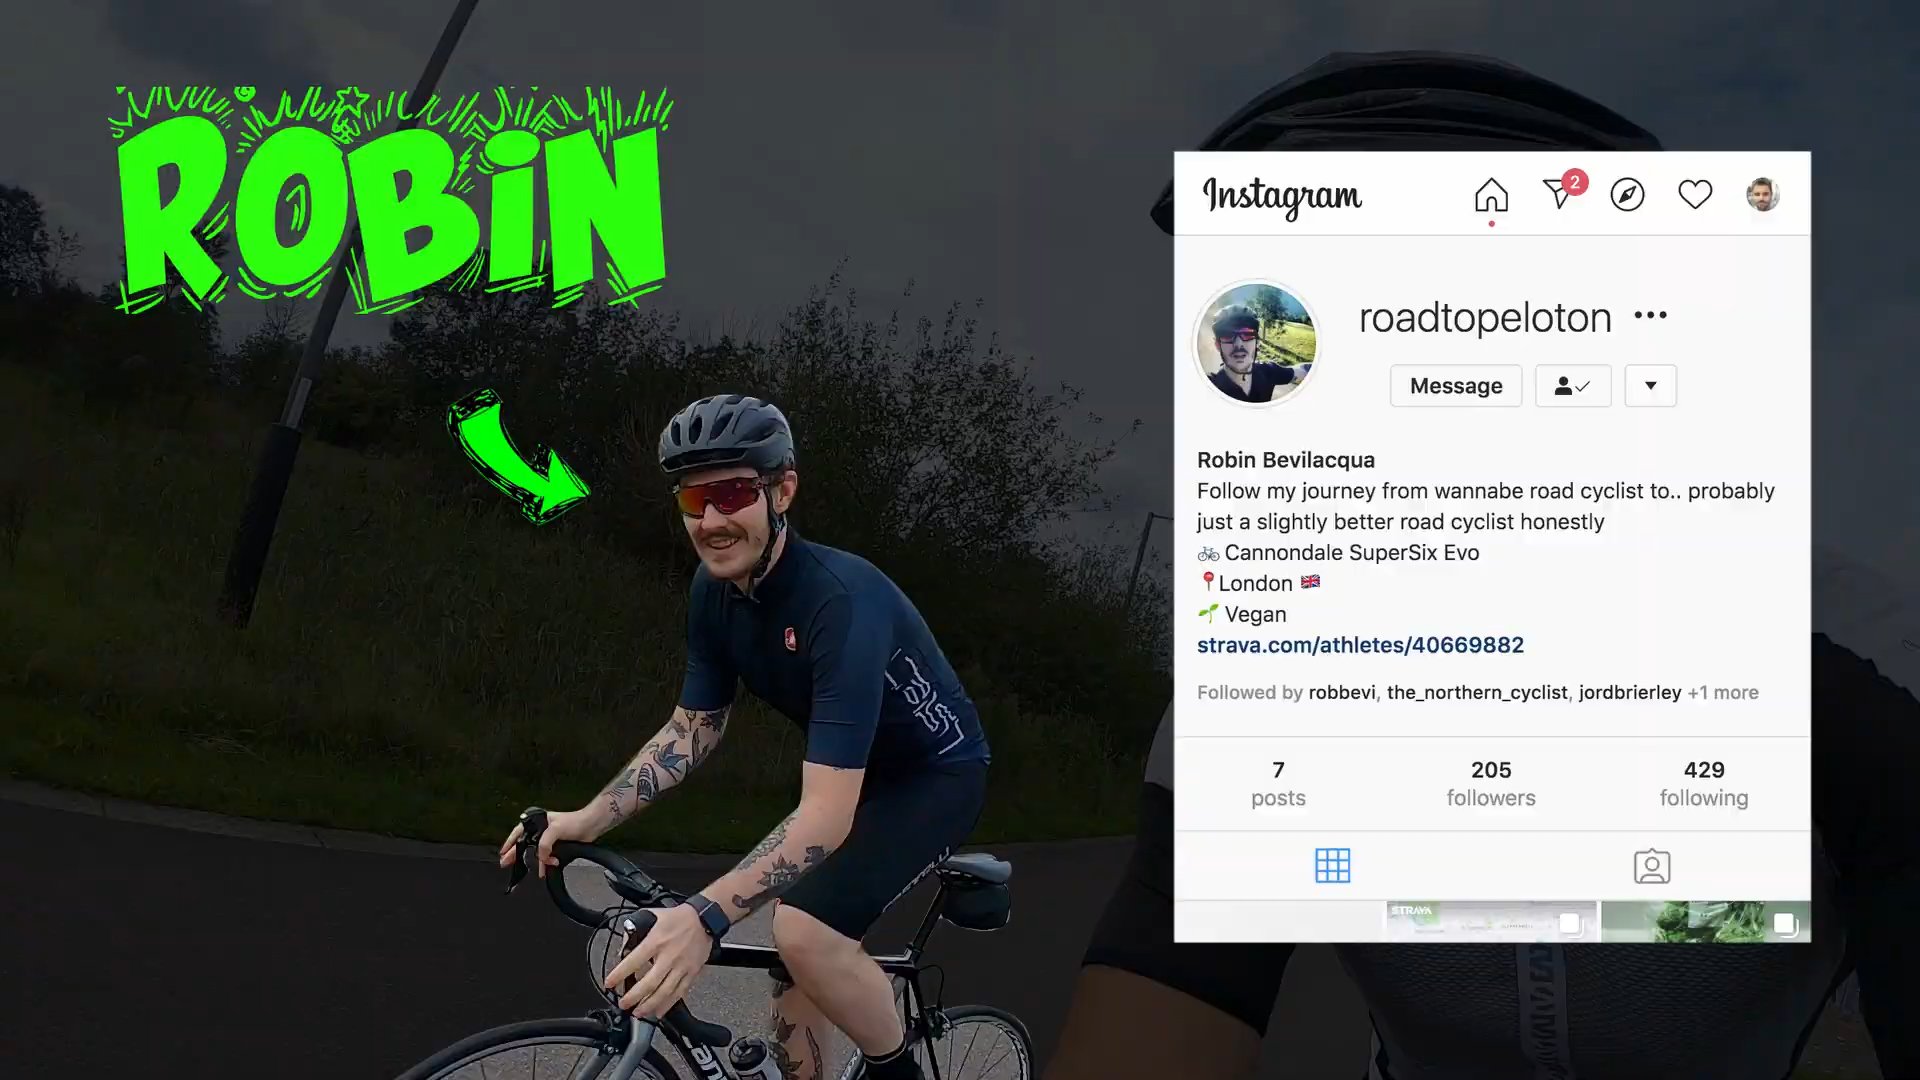 ROBiN
Instagram
2
roadtopeloton
Message
Robin Bevilacqua
Follow my journey from wannabe road cyclist to.. probably
just a slightly better road cyclist honestly
🚲 Cannondale SuperSix Evo
📍London 🇬🇧
🌱 Vegan
strava.com/athletes/40669882
Followed by robbevi, the_northern_cyclist, jordbrierley +1 more
7 205 429
posts followers following
STRAVA